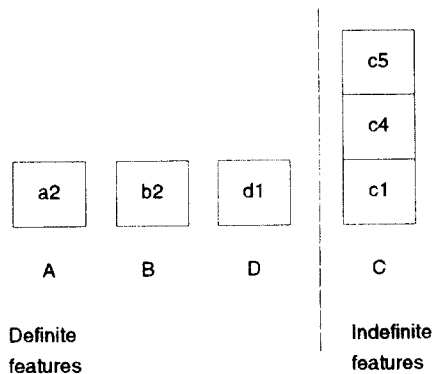 c5
c4
a2 b2 d1 c1
A B D C
Definite
features
Indefinite
features